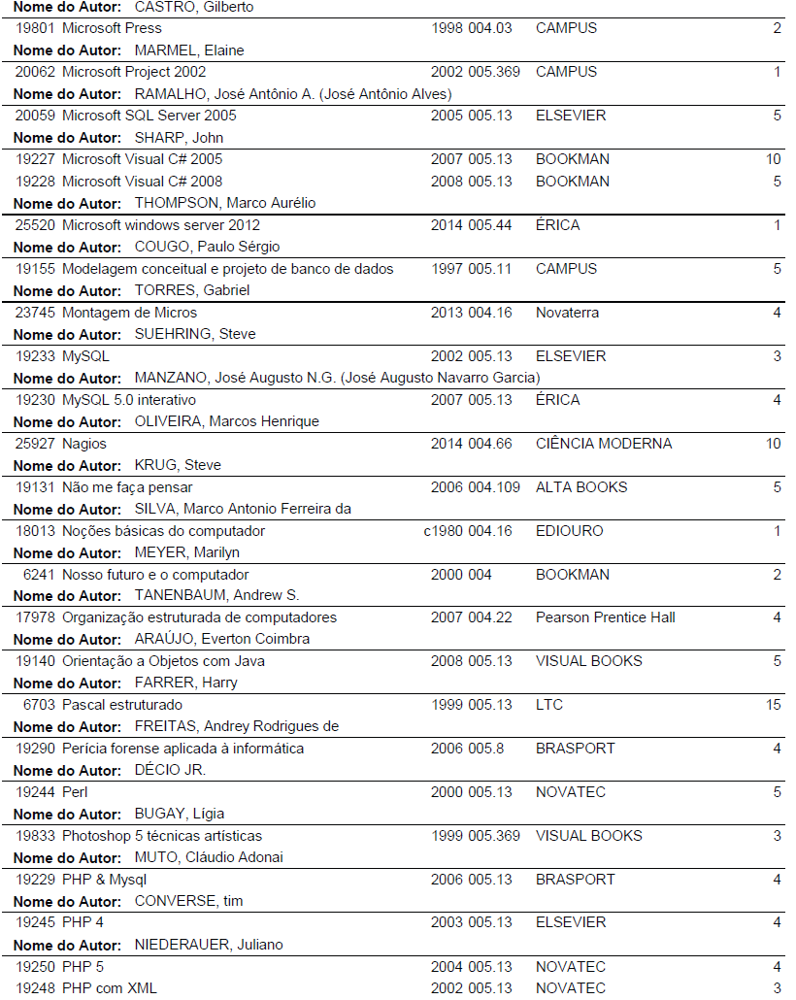 Nome do Autor: CASTRO, Gilberto
19801 Microsoft Press 1998 004.03 CAMPUS 2
Nome do Autor: MARMEL, Elaine
20062 Microsoft Project 2002 2002 005.369 CAMPUS 1
Nome do Autor: RAMALHO, José Antônio A. (José Antônio Alves)
20059 Microsoft SQL Server 2005 2005 005.13 ELSEVIER 5
Nome do Autor: SHARP, John
19227 Microsoft Visual C# 2005 2007 005.13 BOOKMAN 10
19228 Microsoft Visual C# 2008 2008 005.13 BOOKMAN 5
Nome do Autor: THOMPSON, Marco Aurélio
25520 Microsoft windows server 2012 2014 005.44 ÉRICA 1
Nome do Autor: COUGO, Paulo Sérgio
19155 Modelagem conceitual e projeto de banco de dados 1997 005.11 CAMPUS 5
Nome do Autor: TORRES, Gabriel
23745 Montagem de Micros 2013 004.16 Novaterra 4
Nome do Autor: SUEHRING, Steve
19233 MySQL 2002 005.13 ELSEVIER 3
Nome do Autor: MANZANO, José Augusto N.G. (José Augusto Navarro Garcia)
19230 MySQL 5.0 interativo 2007 005.13 ÉRICA 4
Nome do Autor: OLIVEIRA, Marcos Henrique
25927 Nagios 2014 004.66 CIÊNCIA MODERNA 10
Nome do Autor: KRUG, Steve
19131 Não me faça pensar 2006 004.109 ALTA BOOKS 5
Nome do Autor: SILVA, Marco Antonio Ferreira da
18013 Noções básicas do computador c1980 004.16 EDIOURO 1
Nome do Autor: MEYER, Marilyn
6241 Nosso futuro e o computador 2000 004 BOOKMAN 2
Nome do Autor: TANENBAUM, Andrew S.
17978 Organização estruturada de computadores 2007 004.22 Pearson Prentice Hall 4
Nome do Autor: ARAÚJO, Everton Coimbra
19140 Orientação a Objetos com Java 2008 005.13 VISUAL BOOKS 5
Nome do Autor: FARRER, Harry
6703 Pascal estruturado 1999 005.13 LTC 15
Nome do Autor: FREITAS, Andrey Rodrigues de
19290 Perícia forense aplicada à informática 2006 005.8 BRASPORT 4
Nome do Autor: DÉCIO JR.
19244 Perl 2000 005.13 NOVATEC 5
Nome do Autor: BUGAY, Lígia
19833 Photoshop 5 técnicas artísticas 1999 005.369 VISUAL BOOKS 3
Nome do Autor: MUTO, Cláudio Adonai
19229 PHP & Mysql 2006 005.13 BRASPORT 4
Nome do Autor: CONVERSE, tim
19245 PHP 4 2003 005.13 ELSEVIER 4
Nome do Autor: NIEDERAUER, Juliano
19250 PHP 5 2004 005.13 NOVATEC 4
19248 PHP com XML 2002 005.13 NOVATEC 3